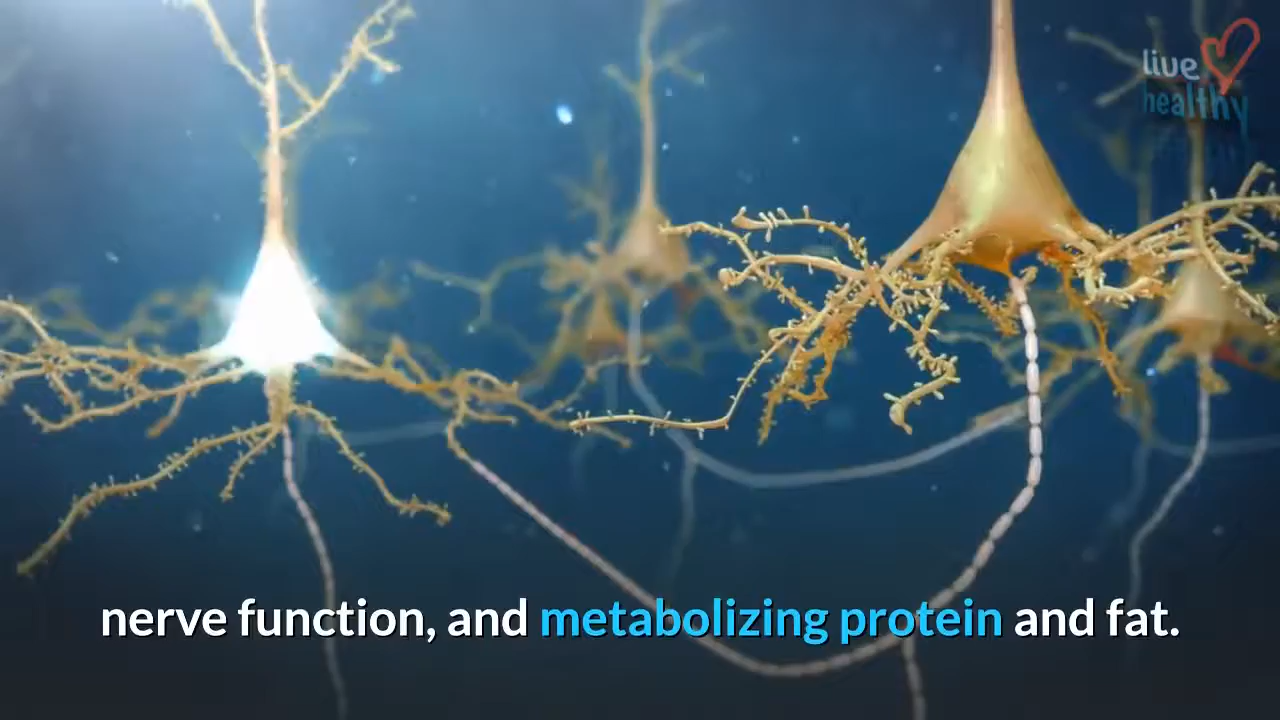 live
healthy
nerve function, and metabolizing protein and fat.